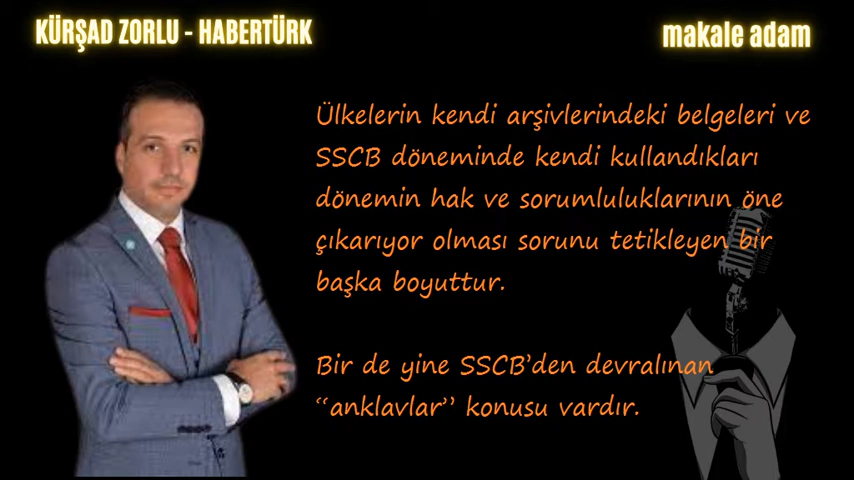 KÜRŞAD ZORLU - HABERTÜRK
makale adam
Ülkelerin kendi arşivlerindeki belgeleri ve
SSCB döneminde kendi kullandıkları
dönemin hak ve sorumluluklarının öne
çıkarıyor olması sorunu tetikleyen bir
başka boyuttur.
Bir de yine SSCB'den devralınan
“anklavlar” konusu vardır.